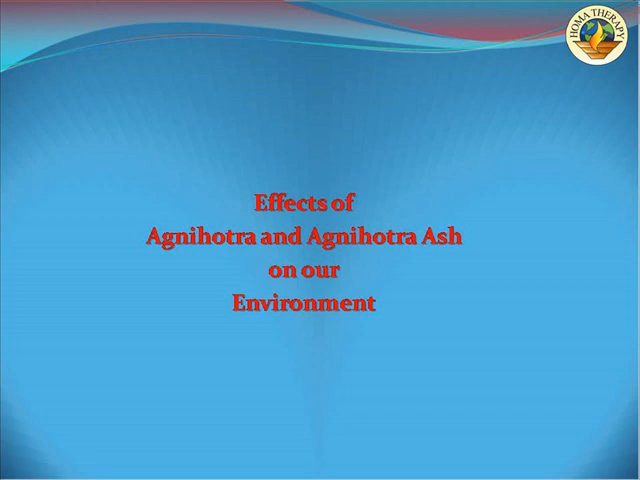 HOMA THERAPY
Effects of
Agnihotra and Agnihotra Ash
on our
Environment